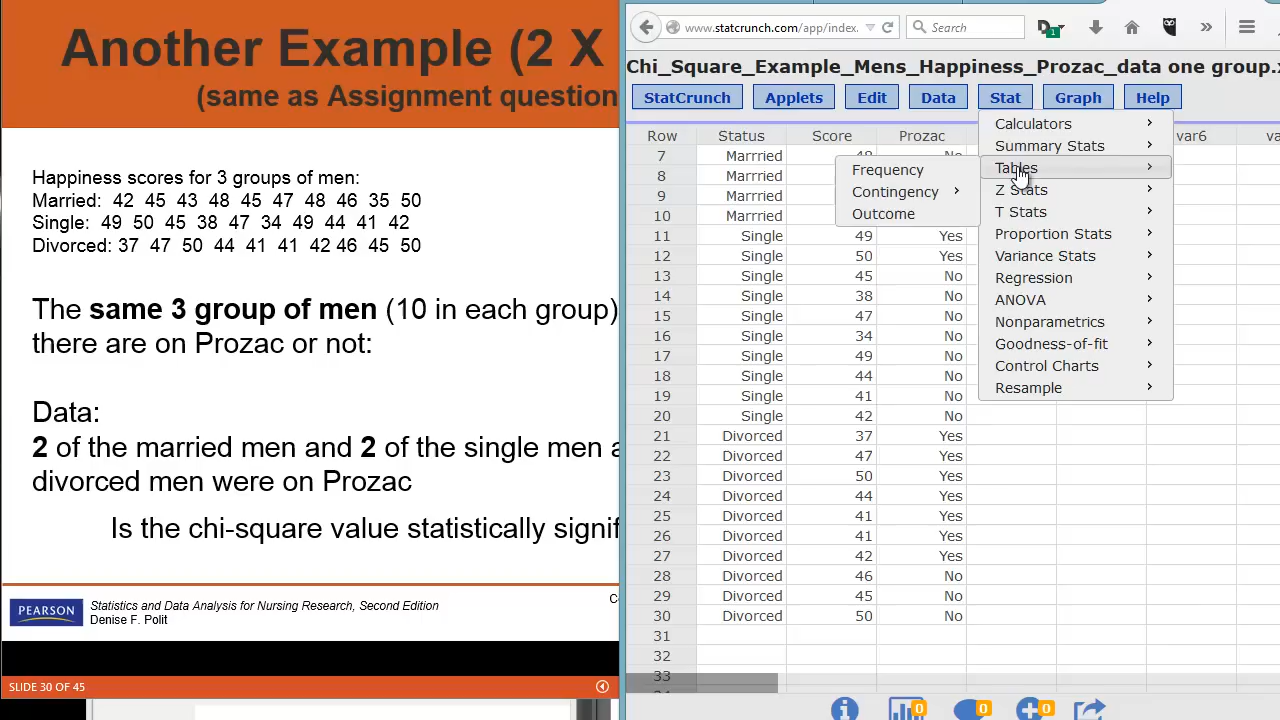 Another Example (2 X
(same as Assignment question
Happiness scores for 3 groups of men:
Married: 42 45 43 48 45 47 48 46 35 50
Single: 49 50 45 38 47 34 49 44 41 42
Divorced: 37 47 50 44 41 41 42 46 45 50
The same 3 group of men (10 in each group)
there are on Prozac or not:
Data:
2 of the married men and 2 of the single men a
divorced men were on Prozac
Is the chi-square value statistically signif
PEARSON
Statistics and Data Analysis for Nursing Research, Second Edition
Denise F. Polit
C
SLIDE 30 OF 45
www.statcrunch.com/app/index.
Search
D
1
»
Chi_Square_Example_Mens_Happiness_Prozac_data one group.x
StatCrunch Applets Edit Data Stat Graph Help
Row Status Score Prozac var6 va
7 Marrried 48 No
8 Marrried
9 Marrried
10 Marrried
11 Single 49 Yes
12 Single 50 Yes
13 Single 45 No
14 Single 38 No
15 Single 47 No
16 Single 34 No
17 Single 49 No
18 Single 44 No
19 Single 41 No
20 Single 42 No
21 Divorced 37 Yes
22 Divorced 47 Yes
23 Divorced 50 Yes
24 Divorced 44 Yes
25 Divorced 41 Yes
26 Divorced 41 Yes
27 Divorced 42 Yes
28 Divorced 46 No
29 Divorced 45 No
30 Divorced 50 No
31
32
33
Frequency
Contingency
Outcome
Calculators
Summary Stats
Tables
Z Stats
T Stats
Proportion Stats
Variance Stats
Regression
ANOVA
Nonparametrics
Goodness-of-fit
Control Charts
Resample
0 0 0